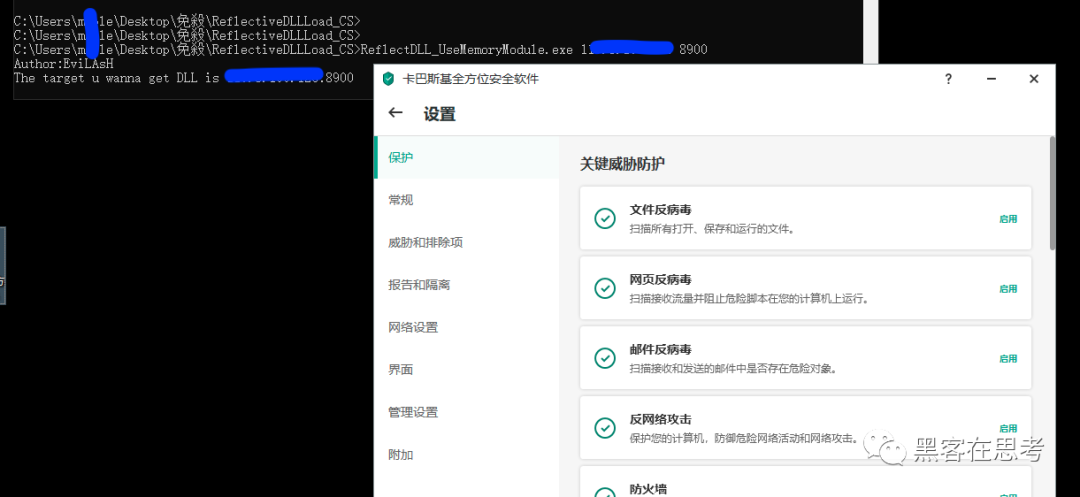 C:\Users\m le\Desktop\免殺\ReflectiveDLLLoad_CS>
C:\Users\m le\Desktop\免殺\ReflectiveDLLLoad_CS>
C:\Users\m le\Desktop\免殺\ReflectiveDLLLoad_CS>ReflectDLL_UseMemoryModule.exe 8900
Author:EviLAsH
The target u wanna get DLL is :8900
卡巴斯基全方位安全软件
?
设置
保护
常规
威胁和排除项
报告和隔离
网络设置
界面
管理设置
附加
关键威胁防护
文件反病毒
扫描所有打开、保存和运行的文件。
启用
网页反病毒
扫描接收流量并阻止危险脚本在您的计算机上运行。
启用
邮件反病毒
扫描接收和发送的邮件中是否存在危险对象。
启用
反网络攻击
保护您的计算机，防御危险网络活动和网络攻击。
启用
防火墙
黑客在思考